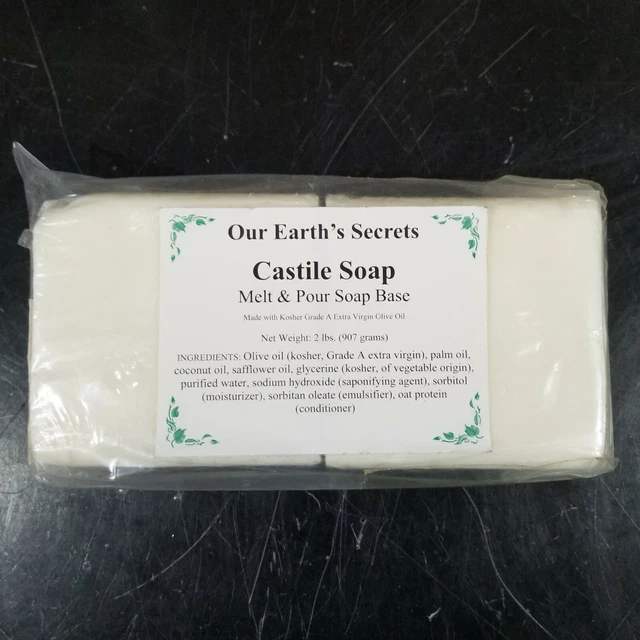 Our Earth's Secrets
Castile Soap
Melt & Pour Soap Base
Made with Kosher Grade A Extra Virgin Olive Oil
Net Weight: 2 lbs. (907 grams)
INGREDIENTS: Olive oil (kosher, Grade A extra virgin), palm oil,
coconut oil, safflower oil, glycerine (kosher, of vegetable origin),
purified water, sodium hydroxide (saponifying agent), sorbitol
(moisturizer), sorbitan oleate (emulsifier), oat protein
(conditioner)